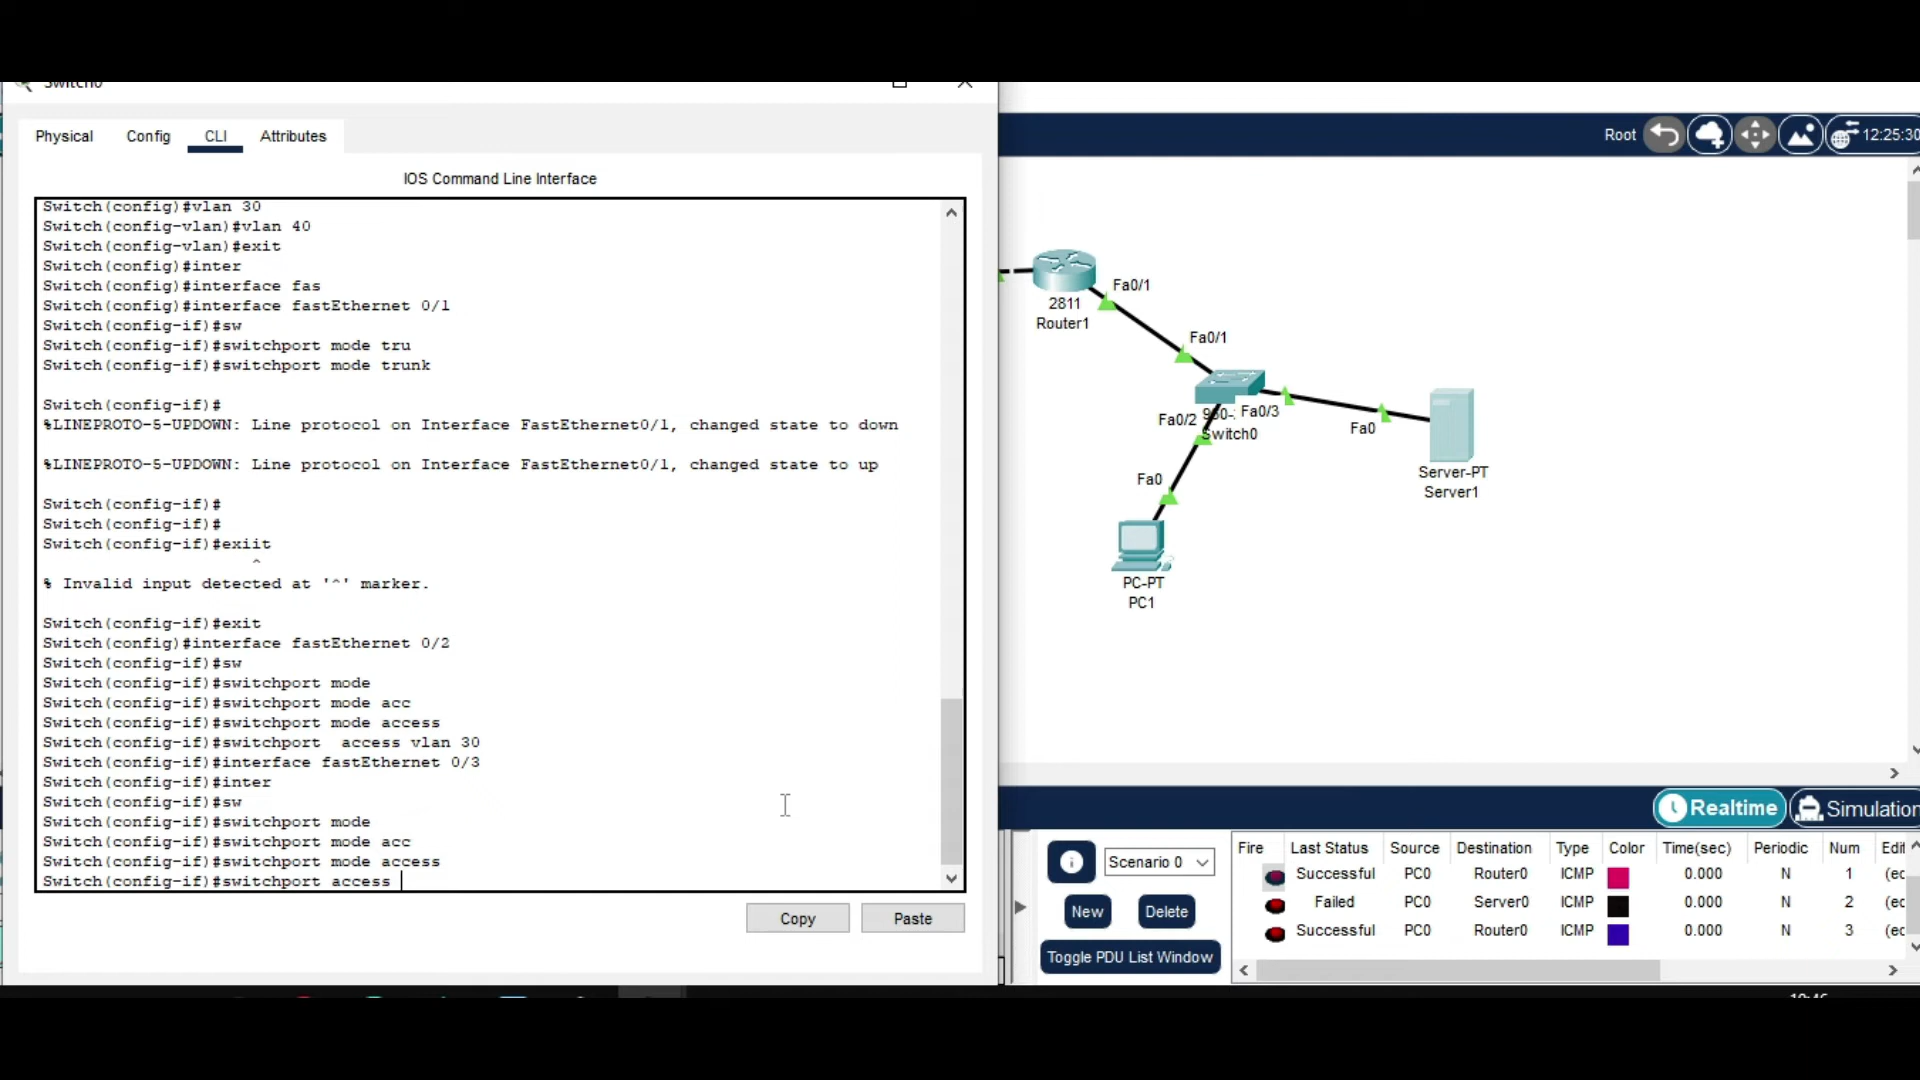 Switch0
Physical Config CLI Attributes
IOS Command Line Interface
Switch(config)#vlan 30
Switch(config-vlan)#vlan 40
Switch(config-vlan)#exit
Switch(config)#inter
Switch(config)#interface fas
Switch(config)#interface fastEthernet 0/1
Switch(config-if)#sw
Switch(config-if)#switchport mode tru
Switch(config-if)#switchport mode trunk
Switch(config-if)#
%LINEPROTO-5-UPDOWN: Line protocol on Interface FastEthernet0/1, changed state to down
%LINEPROTO-5-UPDOWN: Line protocol on Interface FastEthernet0/1, changed state to up
Switch(config-if)#
Switch(config-if)#
Switch(config-if)#exiit
^
% Invalid input detected at '^' marker.
Switch(config-if)#exit
Switch(config)#interface fastEthernet 0/2
Switch(config-if)#sw
Switch(config-if)#switchport mode
Switch(config-if)#switchport mode acc
Switch(config-if)#switchport mode access
Switch(config-if)#switchport  access vlan 30
Switch(config-if)#interface fastEthernet 0/3
Switch(config-if)#inter
Switch(config-if)#sw
Switch(config-if)#switchport mode
Switch(config-if)#switchport mode acc
Switch(config-if)#switchport mode access
Switch(config-if)#switchport access
Copy Paste
Root 12:25:30
Fa0/1
2811
Router1
Fa0/1
Fa0/2 Fa0/3
Switch0
Fa0
Server-PT
Server1
Fa0
PC-PT
PC1
Realtime Simulation
Scenario 0
New Delete
Toggle PDU List Window
Fire Last Status Source Destination Type Color Time(sec) Periodic Num Edit
Successful PC0 Router0 ICMP 0.000 N 1
Failed PC0 Server0 ICMP 0.000 N 2
Successful PC0 Router0 ICMP 0.000 N 3